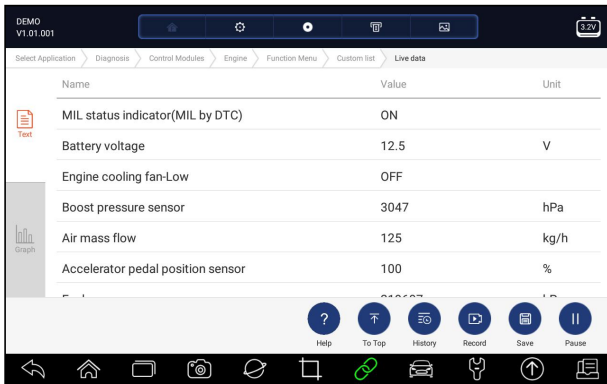 DEMO
V1.01.001
3.2V
Select Application Diagnosis Control Modules Engine Function Menu Custom list Live data
Name Value Unit
Text
MIL status indicator(MIL by DTC) ON
Battery voltage 12.5 V
Engine cooling fan-Low OFF
Boost pressure sensor 3047 hPa
Graph
Air mass flow 125 kg/h
Accelerator pedal position sensor 100 %
Help To Top History Record Save Pause